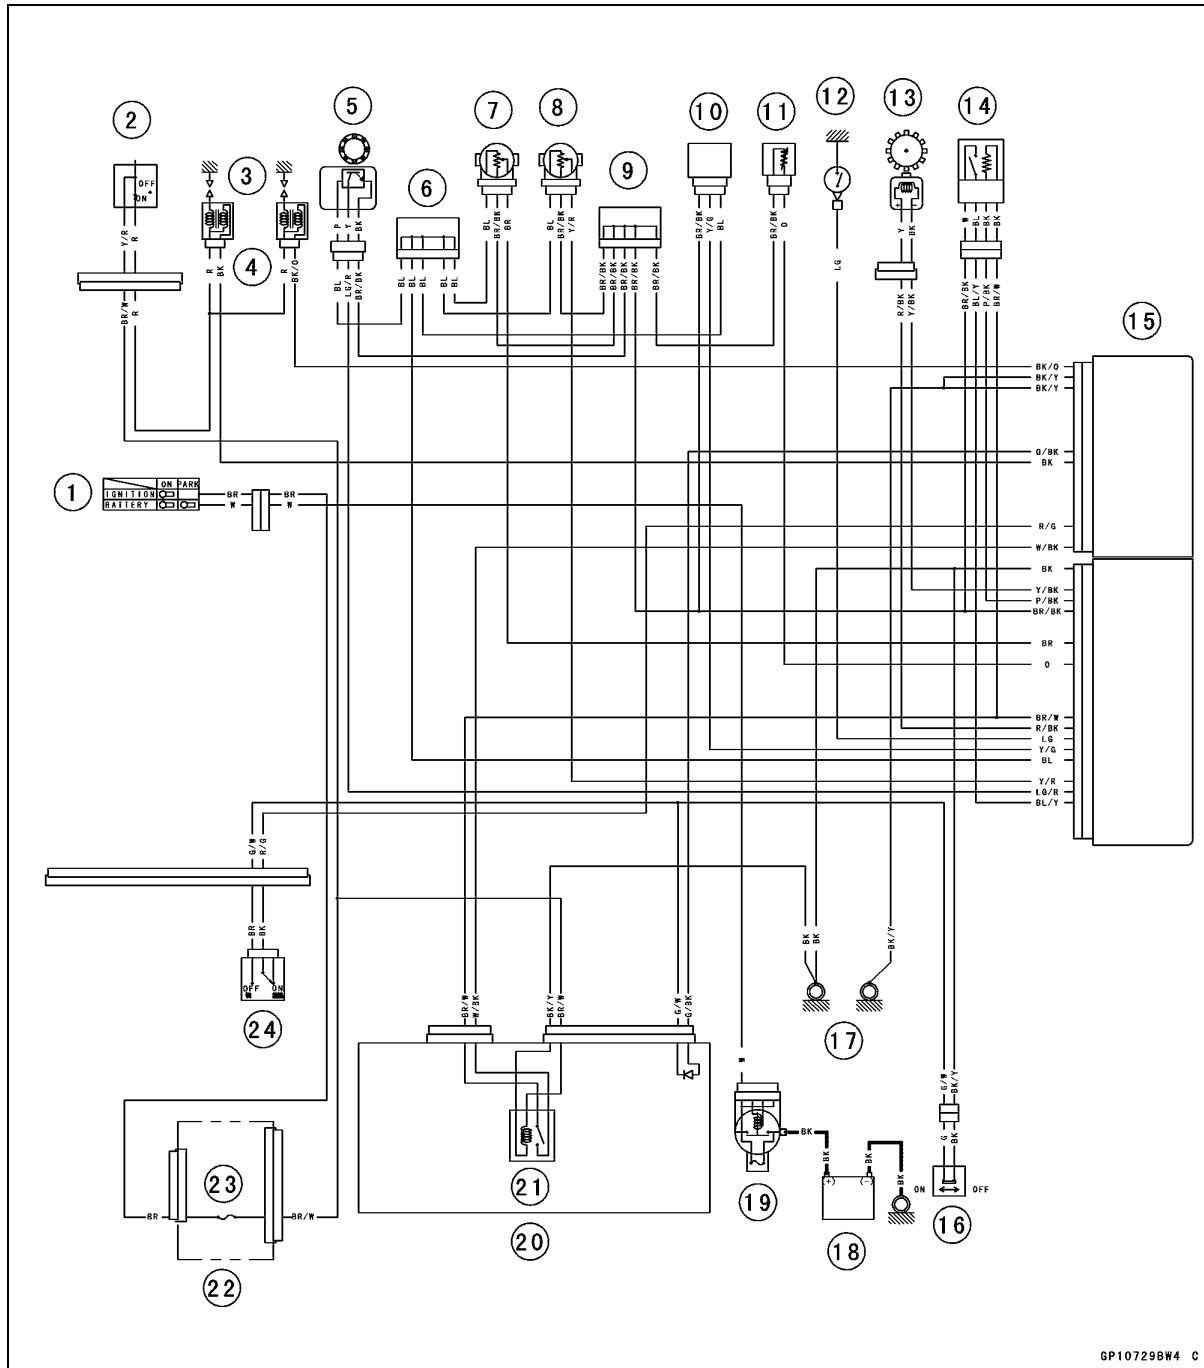 2
3
4
5
6
7
8
9
10
11
12
13
14
15
OFF
ON
Y/R
R
R
BK
R
BK/O
P
Y
BK
BL
BR/BK
BR
BL
BR/BK
Y/R
BR/BK
Y/G
BL
BR/BK
O
LG
Y
BK
W
BL
BK
BK
BR/W
R
BL
LG/R
BR/BK
BL
BL
BL
BL
BL
BR/BK
BR/BK
BR/BK
BR/BK
BR/BK
R/BK
Y/BK
BR/BK
BL/Y
P/BK
BR/W
+ −
BK/O
BK/Y
BK/Y
G/BK
BK
R/G
W/BK
BK
Y/BK
P/BK
BR/BK
BR
O
BR/W
R/BK
LG
Y/G
BL
Y/R
LG/R
BL/Y
1
ON PARK
IGNITION
BATTERY
BR
W
BR
W
G/W
R/G
BR
BK
OFF ON
24
BR/W
W/BK
BK/Y
BR/W
G/W
G/BK
BK
BK
BK/Y
17
W
BK
BK
(+) (−)
BK
BK
G/W
BK/Y
G
BK
ON OFF
16
18
19
21
20
23
BR
BR/W
22
GP10729BW4 C